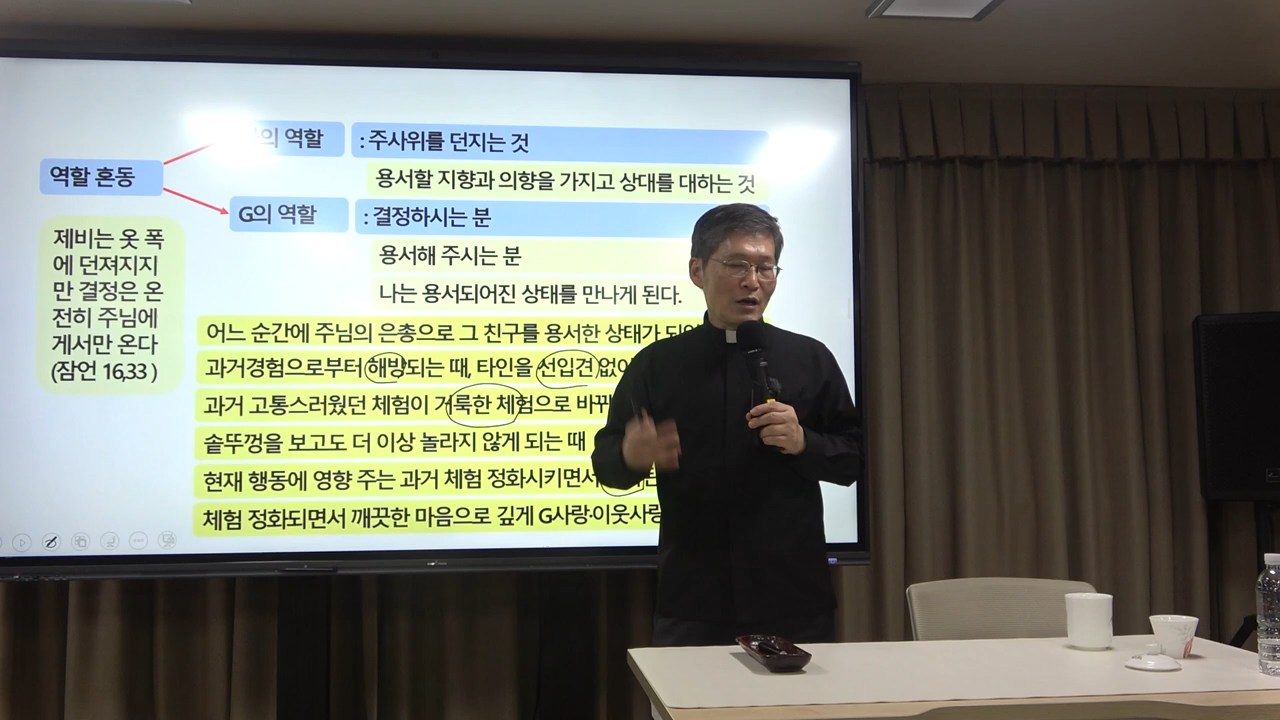 역할 혼동
의 역할
: 주사위를 던지는 것
용서할 지향과 의향을 가지고 상대를 대하는 것
G의 역할
: 결정하시는 분
용서해 주시는 분
나는 용서되어진 상태를 만나게 된다.
제비는 옷 폭
에 던져지지
만 결정은 온
전히 주님에
게서만 온다
(잠언 16,33 )
어느 순간에 주님의 은총으로 그 친구를 용서한 상태가
과거경험으로부터 해방되는 때, 타인을 선입견 없이
과거 고통스러웠던 체험이 거룩한 체험으로
솥뚜껑을 보고도 더 이상 놀라지 않게 되는 때
현재 행동에 영향 주는 과거 체험 정화시키면서
체험 정화되면서 깨끗한 마음으로 깊게 G사랑·이웃사랑